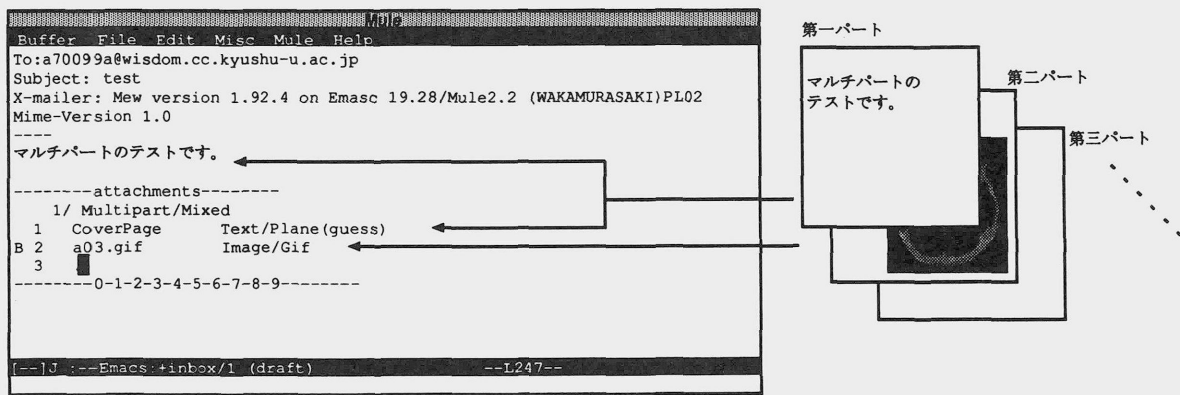 Mule
Buffer File Edit Misc Mule Help
To:a70099a@wisdom.cc.kyushu-u.ac.jp
Subject: test
X-mailer: Mew version 1.92.4 on Emasc 19.28/Mule2.2 (WAKAMURASAKI)PL02
Mime-Version 1.0
----
マルチパートのテストです。
--------attachments--------
1/ Multipart/Mixed
1 CoverPage Text/Plane(guess)
B 2 a03.gif Image/Gif
3 .
--------0-1-2-3-4-5-6-7-8-9--------
[--]J :--Emacs:+inbox/1 (draft) --L247--
第一パート
マルチパートの
テストです。
第二パート
第三パート